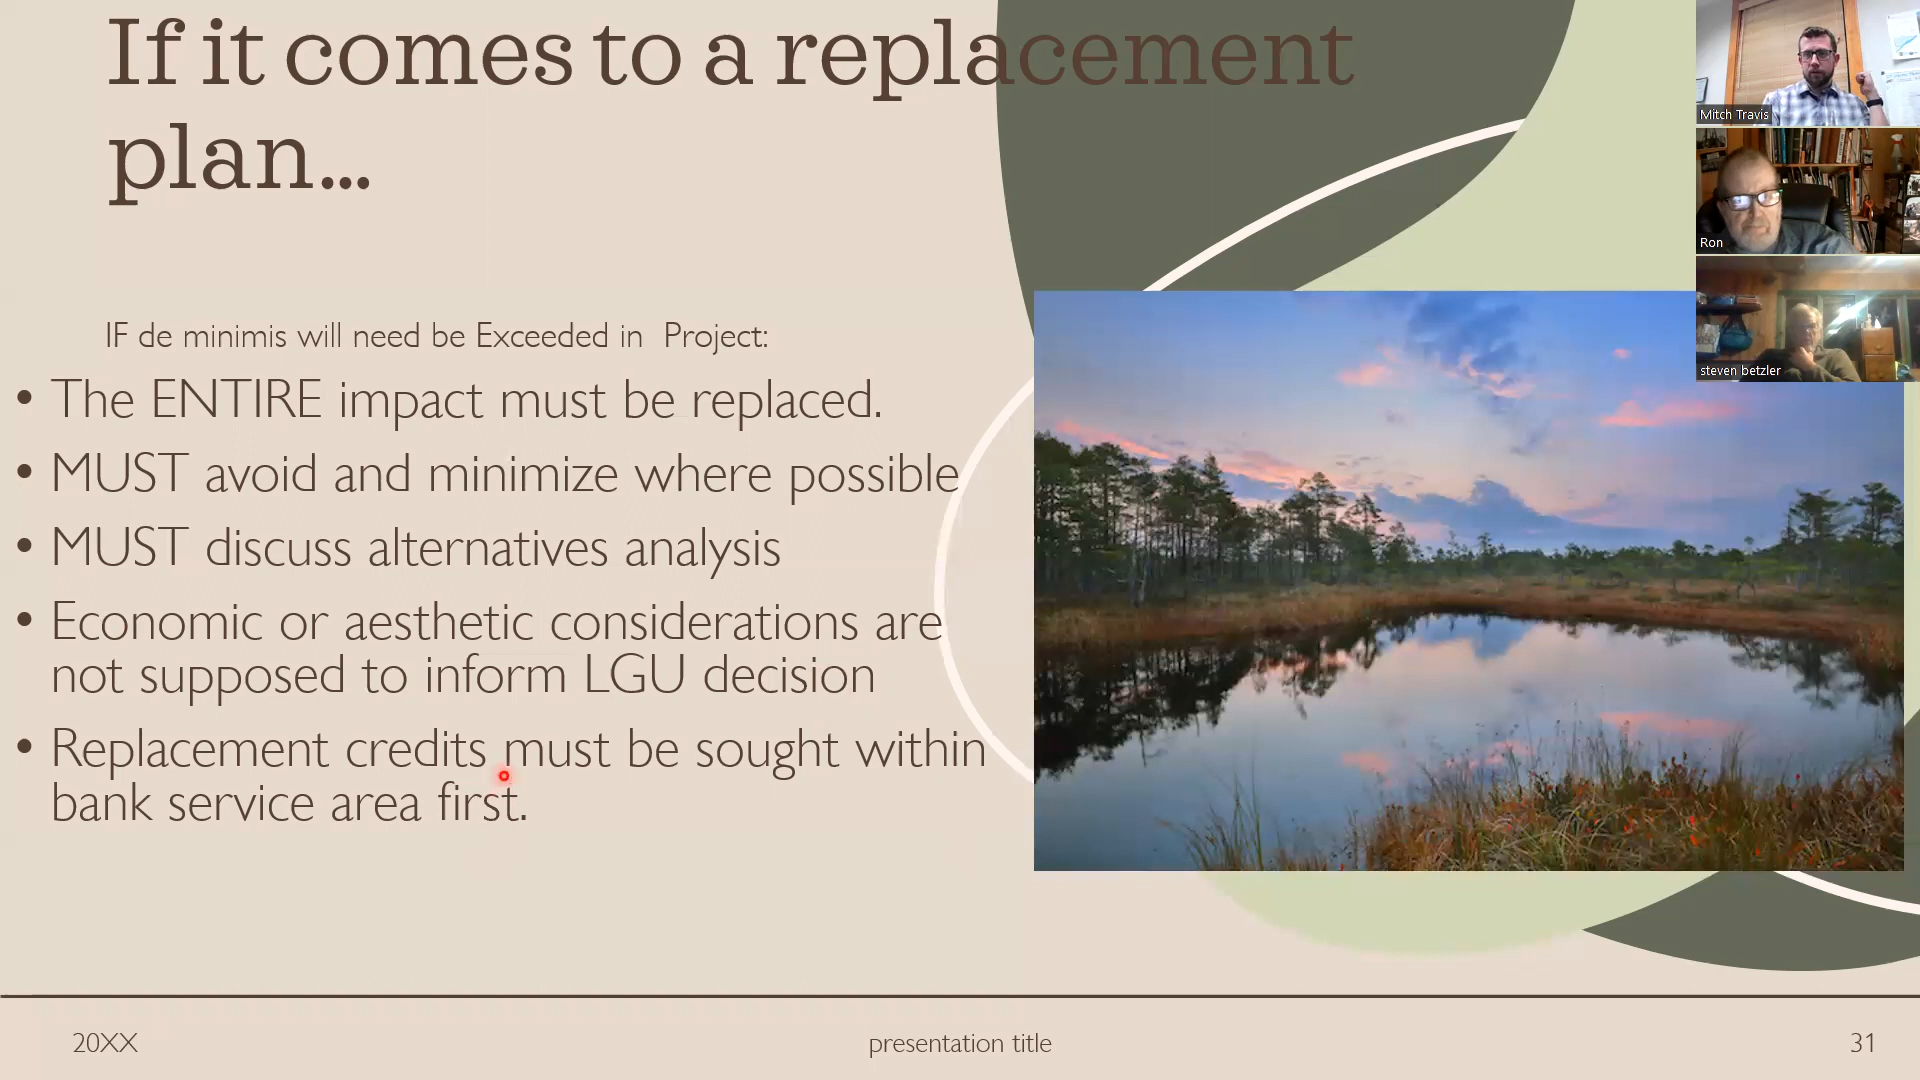 If it comes to a replacement
plan...
IF de minimis will need be Exceeded in Project:
• The ENTIRE impact must be replaced.
• MUST avoid and minimize where possible
• MUST discuss alternatives analysis
• Economic or aesthetic considerations are
not supposed to inform LGU decision
• Replacement credits must be sought within
bank service area first.
20XX
presentation title
31
Mitch Travis
Ron
steven betzler